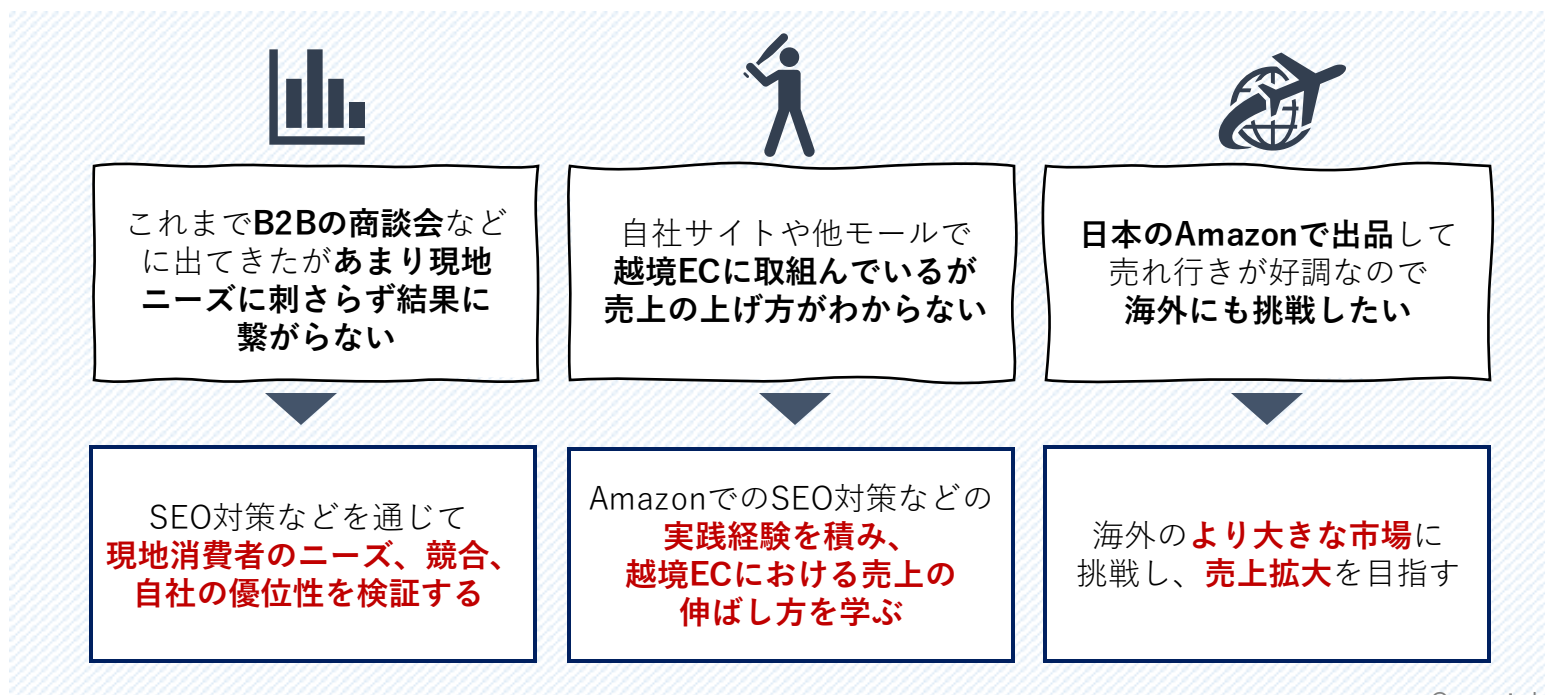 これまでB2Bの商談会など
に出てきたがあまり現地
ニーズに刺さらず結果に
繋がらない
自社サイトや他モールで
越境ECに取組んでいるが
売上の上げ方がわからない
日本のAmazonで出品して
売れ行きが好調なので
海外にも挑戦したい
SEO対策などを通じて
現地消費者のニーズ、競合、
自社の優位性を検証する
AmazonでのSEO対策などの
実践経験を積み、
越境ECにおける売上の
伸ばし方を学ぶ
海外のより大きな市場に
挑戦し、売上拡大を目指す